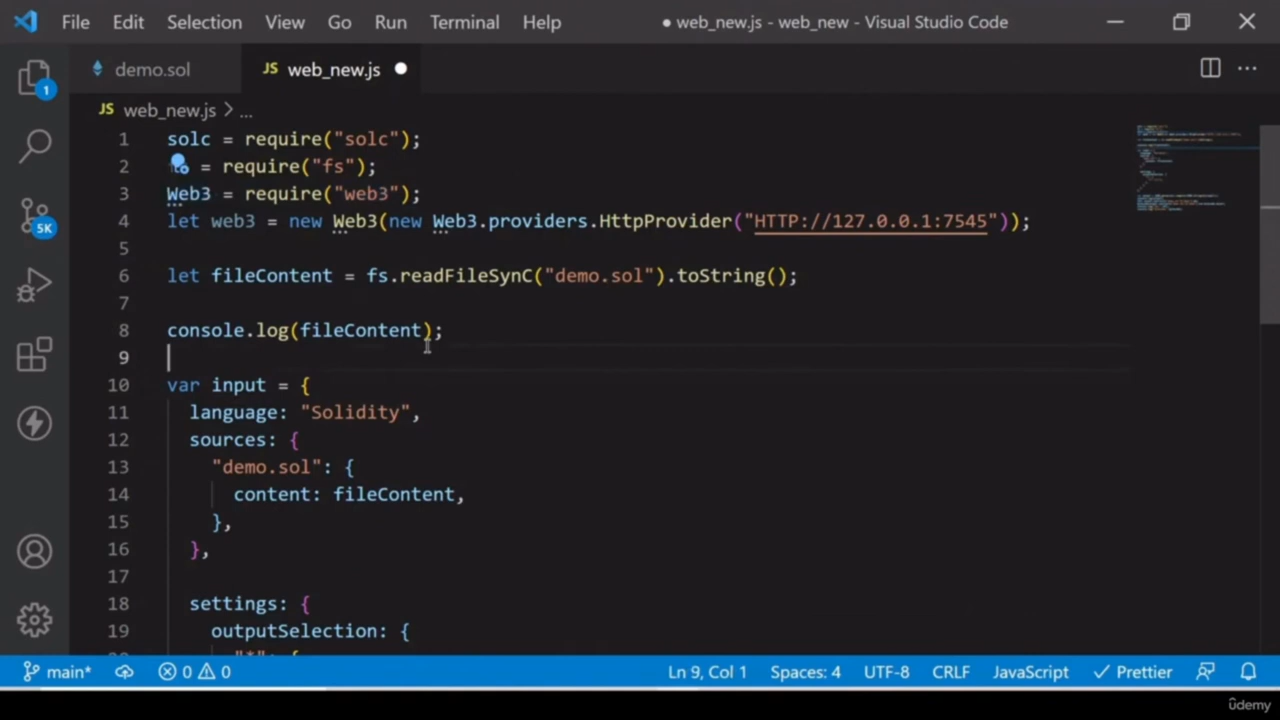 File Edit Selection View Go Run Terminal Help ● web_new.js - web_new - Visual Studio Code
demo.sol JS web_new.js
JS web_new.js > ...
1 solc = require("solc");
2 = require("fs");
3 Web3 = require("web3");
4 let web3 = new Web3(new Web3.providers.HttpProvider("HTTP://127.0.0.1:7545"));
5
6 let fileContent = fs.readFileSynC("demo.sol").toString();
7
8 console.log(fileContent);
9
10 var input = {
11 language: "Solidity",
12 sources: {
13 "demo.sol": {
14 content: fileContent,
15 },
16 },
17
18 settings: {
19 outputSelection: {
1
5K
main* 0 0 Ln 9, Col 1 Spaces: 4 UTF-8 CRLF JavaScript Prettier
ûdemy